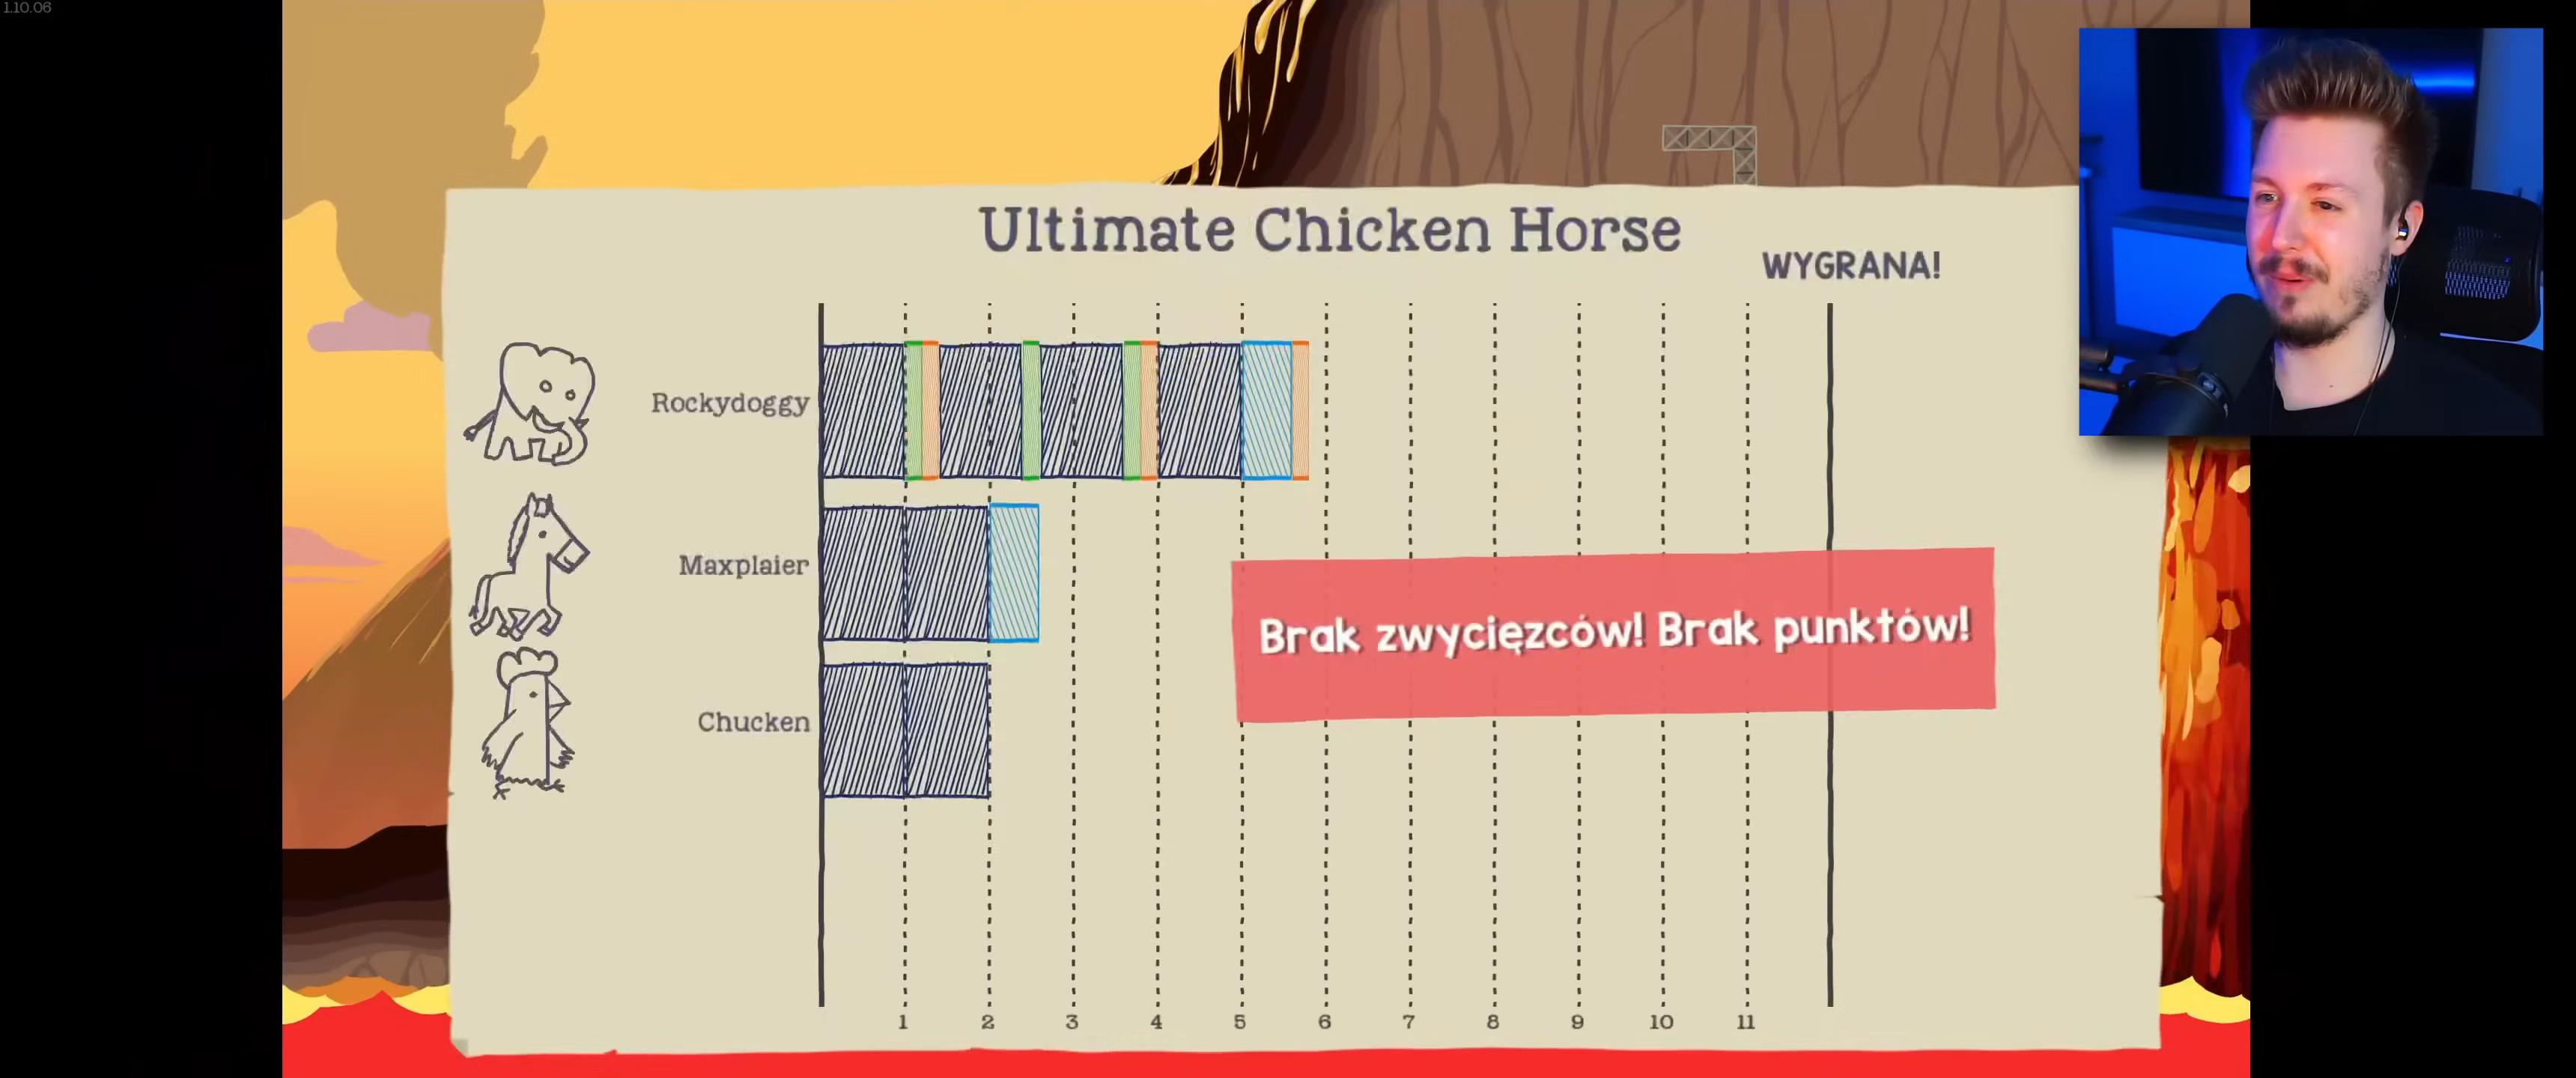 1.10.06
Ultimate Chicken Horse
WYGRANA!
Rockydoggy
Maxplaier
Brak zwycięzców! Brak punktów!
Chucken
1 2 3 4 5 6 7 8 9 10 11